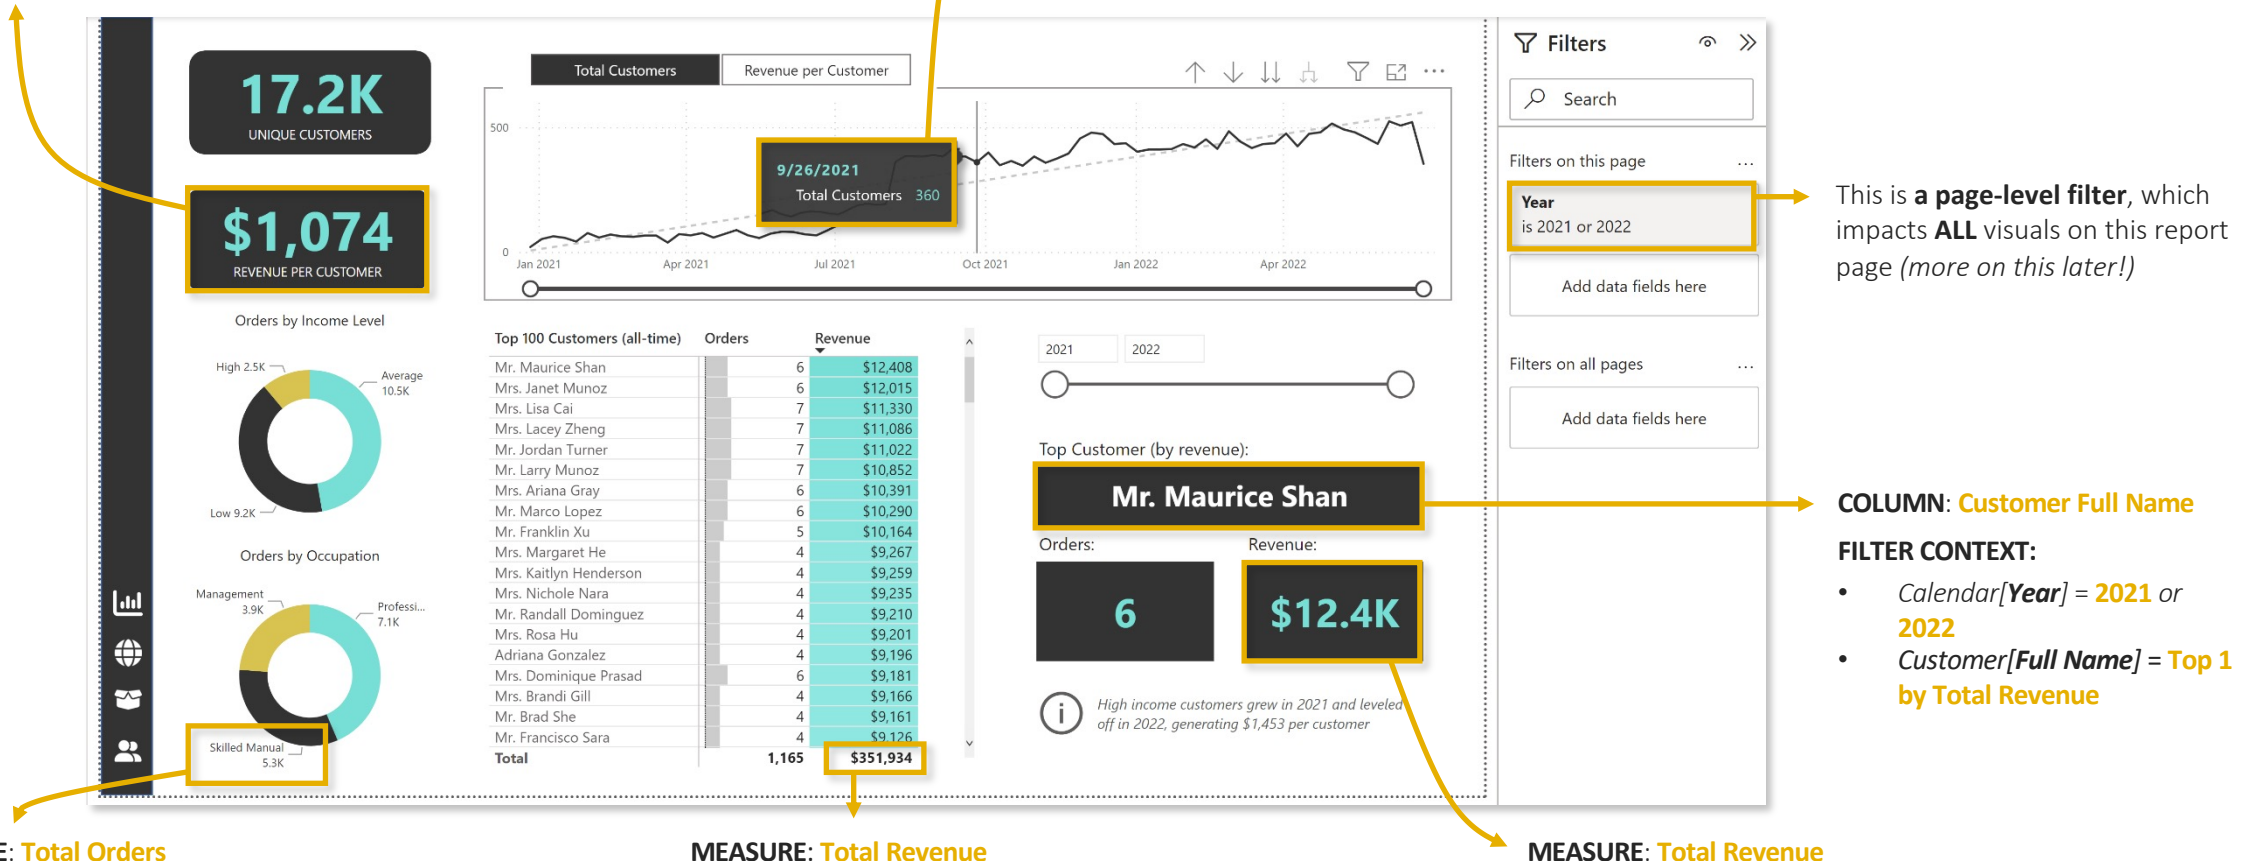 17.2K
UNIQUE CUSTOMERS
$1,074
REVENUE PER CUSTOMER
Total Customers
Revenue per Customer
500
0
9/26/2021
Total Customers 360
Jan 2021
Apr 2021
Jul 2021
Oct 2021
Jan 2022
Apr 2022
Orders by Income Level
High 2.5K
Average
10.5K
Low 9.2K
Orders by Occupation
Management
3.9K
Professi...
7.1K
Skilled Manual
5.3K
Top 100 Customers (all-time) Orders Revenue
Mr. Maurice Shan 6 $12,408
Mrs. Janet Munoz 6 $12,015
Mrs. Lisa Cai 7 $11,330
Mrs. Lacey Zheng 7 $11,086
Mr. Jordan Turner 7 $11,022
Mr. Larry Munoz 7 $10,852
Mrs. Ariana Gray 6 $10,391
Mr. Marco Lopez 6 $10,290
Mr. Franklin Xu 5 $10,164
Mrs. Margaret He 4 $9,267
Mrs. Kaitlyn Henderson 4 $9,259
Mrs. Nichole Nara 4 $9,235
Mr. Randall Dominguez 4 $9,210
Mrs. Rosa Hu 4 $9,201
Adriana Gonzalez 4 $9,196
Mrs. Dominique Prasad 6 $9,181
Mrs. Brandi Gill 4 $9,166
Mr. Brad She 4 $9,161
Mr. Francisco Sara 4 $9,126
Total 1,165 $351,934
2021
2022
Top Customer (by revenue):
Mr. Maurice Shan
Orders:
Revenue:
6
$12.4K
High income customers grew in 2021 and leveled
off in 2022, generating $1,453 per customer
Filters
Search
Filters on this page
Year
is 2021 or 2022
Add data fields here
Filters on all pages
Add data fields here
This is a page-level filter, which
impacts ALL visuals on this report
page (more on this later!)
COLUMN: Customer Full Name
FILTER CONTEXT:
• Calendar[Year] = 2021 or
2022
• Customer[Full Name] = Top 1
by Total Revenue
E: Total Orders
MEASURE: Total Revenue
MEASURE: Total Revenue